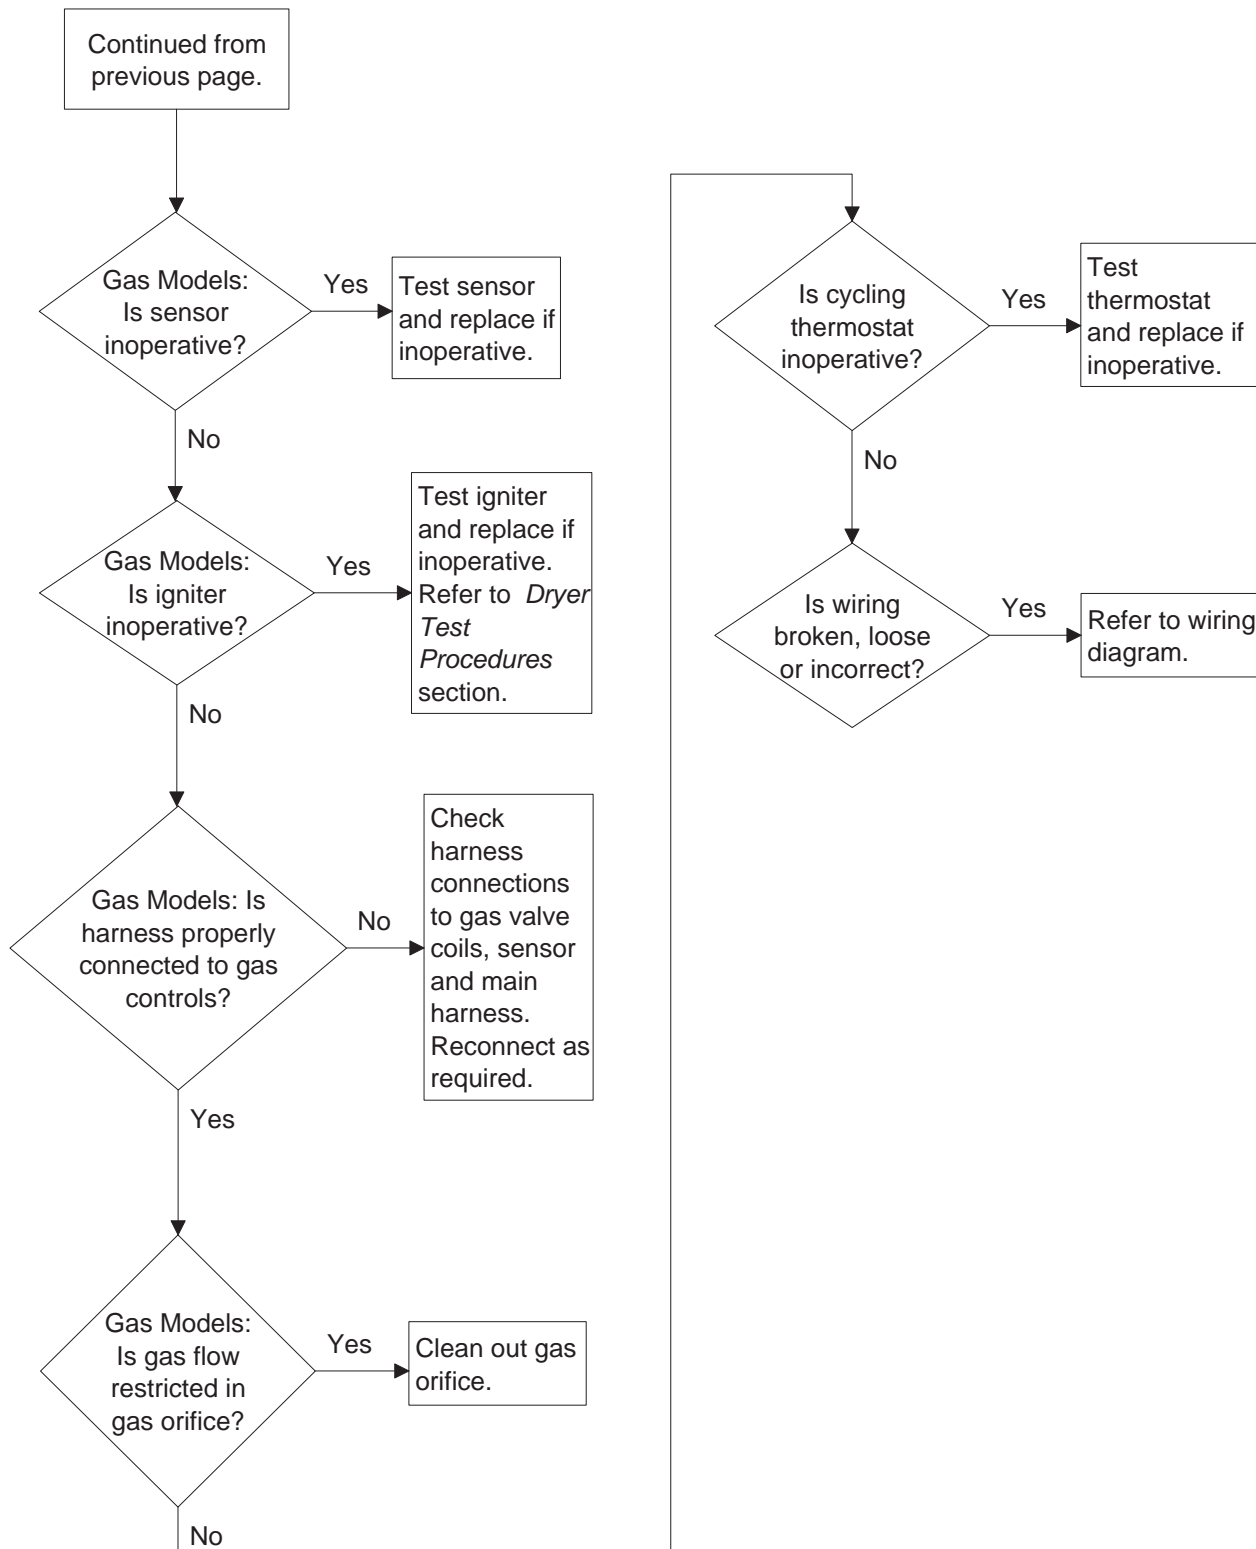 Continued from
previous page.
Gas Models:
Is sensor
inoperative?
Yes
Test sensor
and replace if
inoperative.
No
Gas Models:
Is igniter
inoperative?
Yes
Test igniter
and replace if
inoperative.
Refer to Dryer
Test
Procedures
section.
No
Gas Models: Is
harness properly
connected to gas
controls?
No
Check
harness
connections
to gas valve
coils, sensor
and main
harness.
Reconnect as
required.
Yes
Gas Models:
Is gas flow
restricted in
gas orifice?
Yes
Clean out gas
orifice.
No
Is cycling
thermostat
inoperative?
Yes
Test
thermostat
and replace if
inoperative.
No
Is wiring
broken, loose
or incorrect?
Yes
Refer to wiring
diagram.